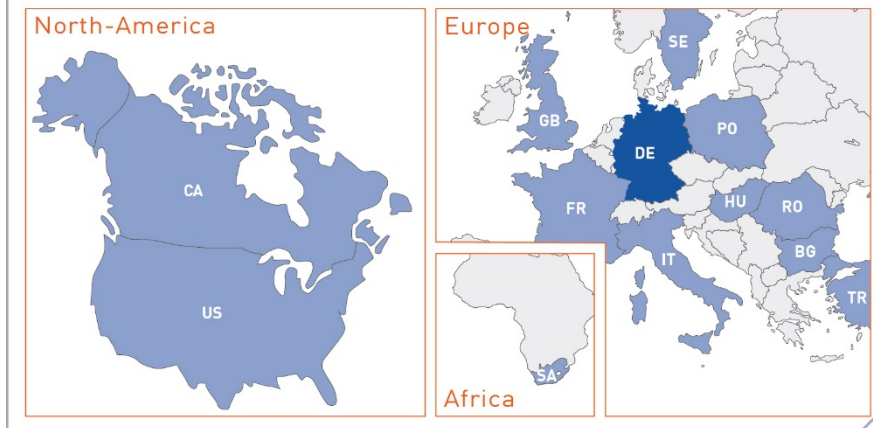 North-America
CA
US
Europe
SE
GB
PO
DE
HU
RO
FR
BG
IT
TR
SA
Africa